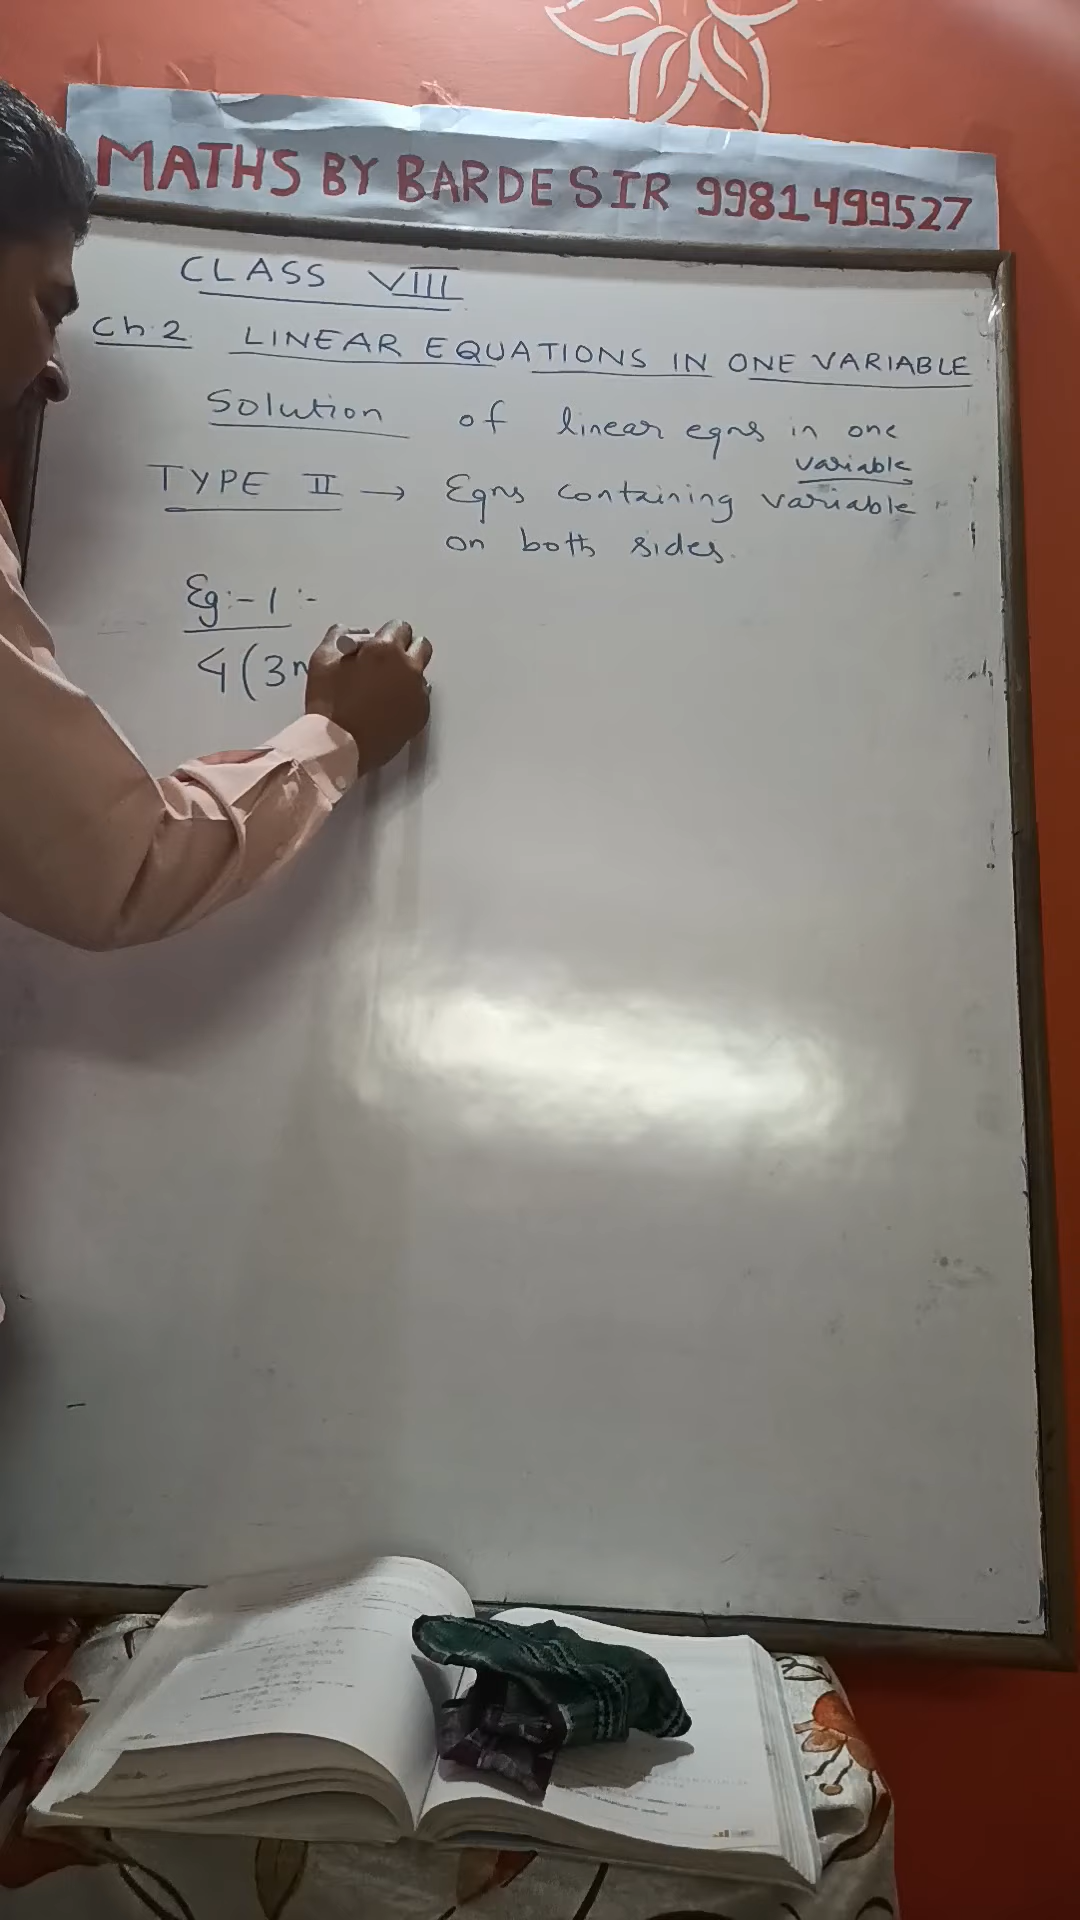 MATHS BY BARDE SIR 9981499527
CLASS VIII
Ch.2. LINEAR EQUATIONS IN ONE VARIABLE
Solution of linear eqns in one
variable
TYPE II → Eqns containing variable
on both sides.
Eg:-1:-
4(3